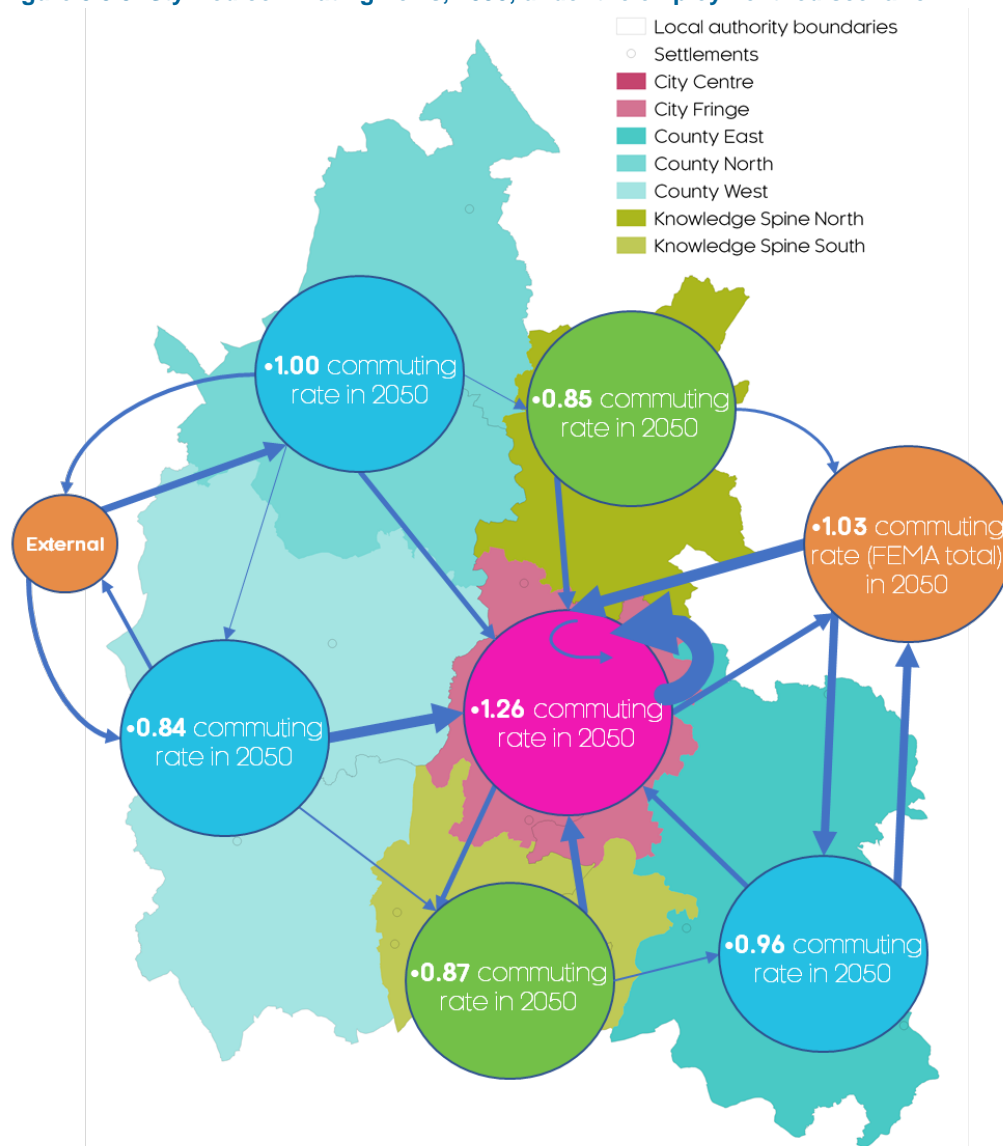 Local authority boundaries
Settlements
City Centre
City Fringe
County East
County North
County West
Knowledge Spine North
Knowledge Spine South
•1.00 commuting
rate in 2050
•0.85 commuting
rate in 2050
External
•1.03 commuting
rate (FEMA total)
in 2050
•1.26 commuting
rate in 2050
•0.84 commuting
rate in 2050
•0.87 commuting
rate in 2050
•0.96 commuting
rate in 2050